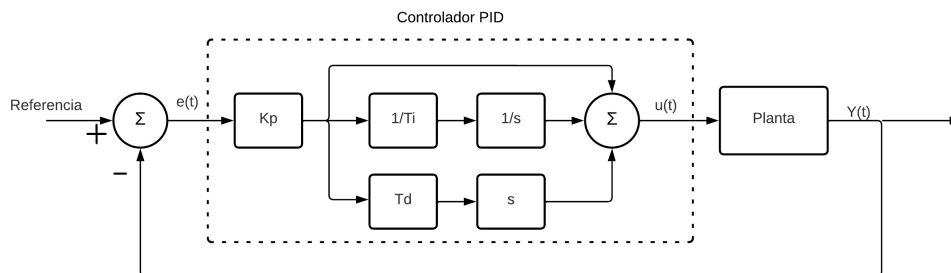 Controlador PID
Referencia
+
−
Σ
e(t)
Kp
1/Ti
1/s
Σ
u(t)
Planta
Y(t)
Td
s